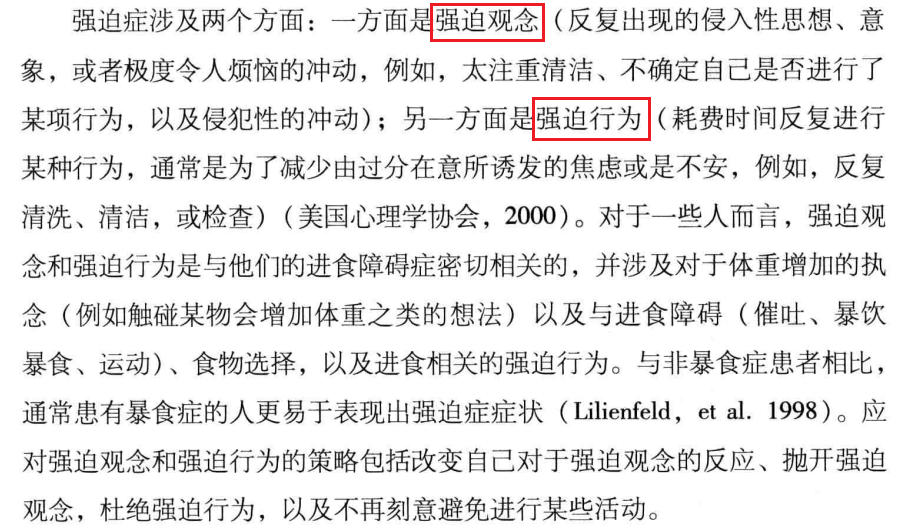 强迫症涉及两个方面：一方面是强迫观念（反复出现的侵入性思想、意
象，或者极度令人烦恼的冲动，例如，太注重清洁、不确定自己是否进行了
某项行为，以及侵犯性的冲动）；另一方面是强迫行为（耗费时间反复进行
某种行为，通常是为了减少由过分在意所诱发的焦虑或是不安，例如，反复
清洗、清洁，或检查）（美国心理学协会，2000）。对于一些人而言，强迫观
念和强迫行为是与他们的进食障碍症密切相关的，并涉及对于体重增加的执
念（例如触碰某物会增加体重之类的想法）以及与进食障碍（催吐、暴饮
暴食、运动）、食物选择，以及进食相关的强迫行为。与非暴食症患者相比，
通常患有暴食症的人更易于表现出强迫症症状（Lilienfeld，et al. 1998）。应
对强迫观念和强迫行为的策略包括改变自己对于强迫观念的反应、抛开强迫
观念，杜绝强迫行为，以及不再刻意避免进行某些活动。